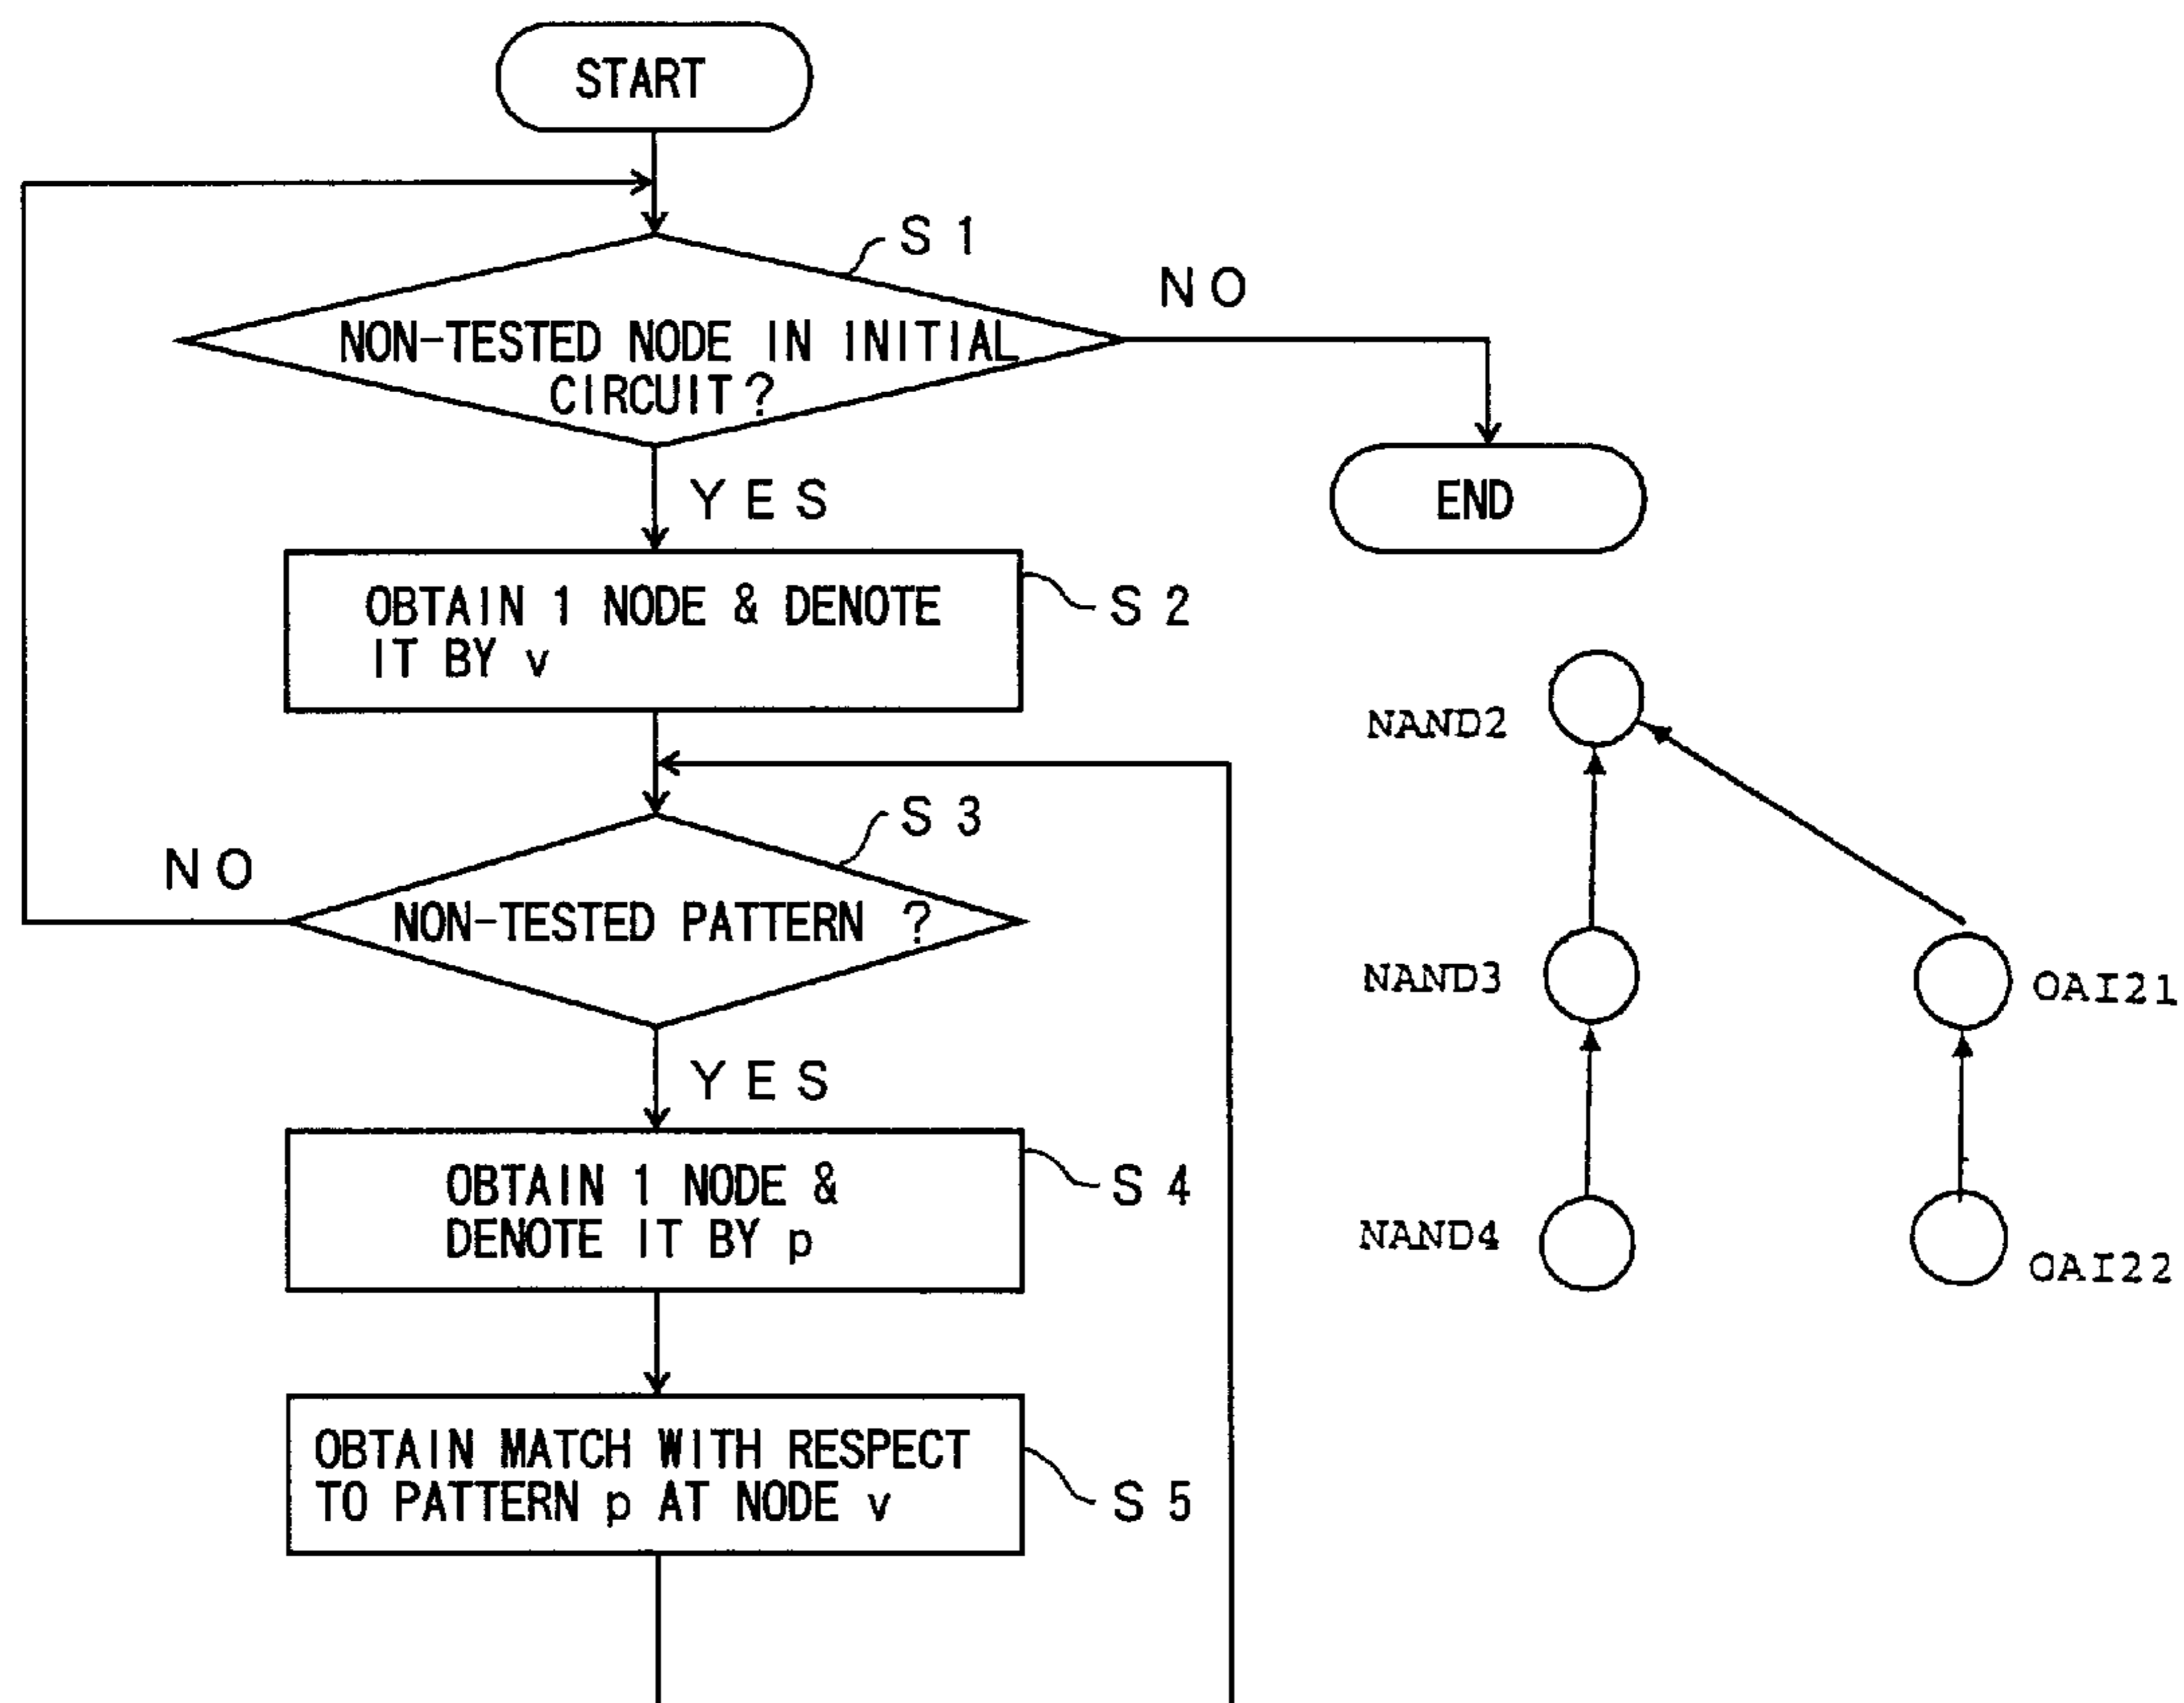 START
S 1
NO
NON-TESTED NODE IN INITIAL
CIRCUIT ?
YES
END
OBTAIN 1 NODE & DENOTE
IT BY v
S 2
NAND2
S 3
NO
NON-TESTED PATTERN ?
NAND3
OAI21
YES
OBTAIN 1 NODE &
DENOTE IT BY p
S 4
NAND4
OAI22
OBTAIN MATCH WITH RESPECT
TO PATTERN p AT NODE v
S 5